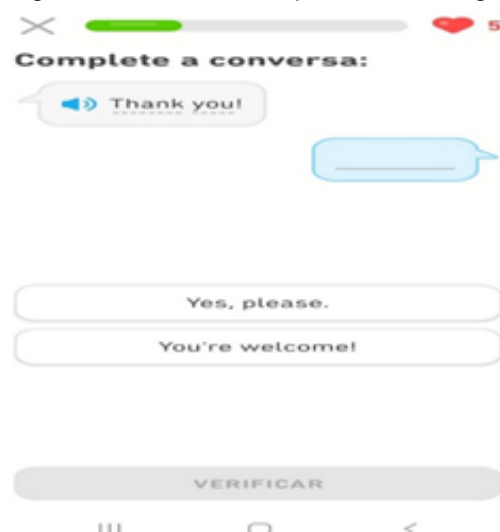 5
Complete a conversa:
Thank you!
Yes, please.
You're welcome!
VERIFICAR